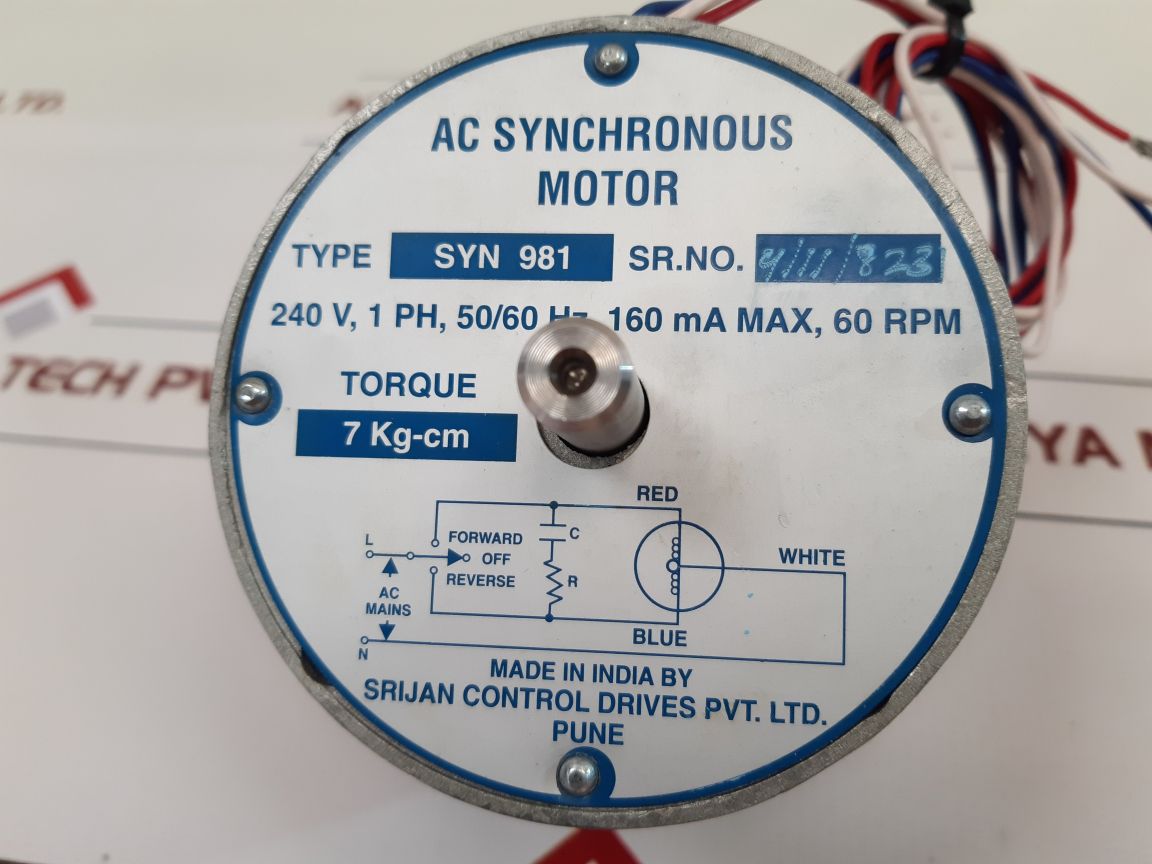 AC SYNCHRONOUS
MOTOR
TYPE SYN 981 SR.NO. 4/11/823
240 V, 1 PH, 50/60 Hz, 160 mA MAX, 60 RPM
TORQUE
7 Kg-cm
RED
L
FORWARD
C
OFF
WHITE
REVERSE
R
AC
MAINS
BLUE
N
MADE IN INDIA BY
SRIJAN CONTROL DRIVES PVT. LTD.
PUNE
LTD.
TECH
YA